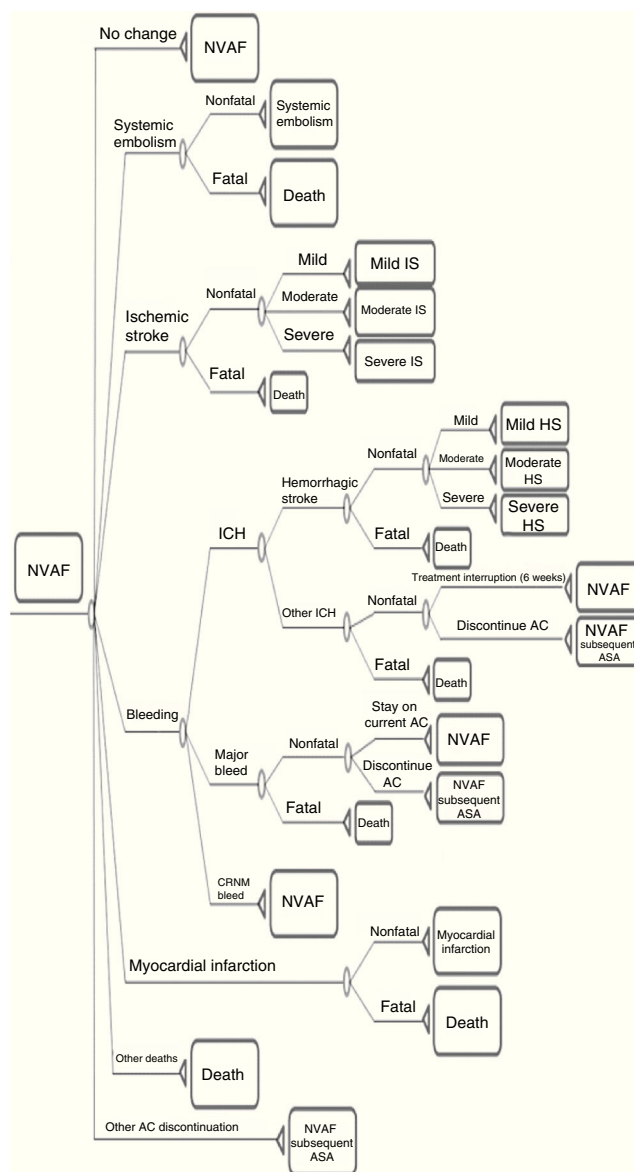 No change
NVAF
Systemic
embolism
Nonfatal
Systemic
embolism
Fatal
Death
Ischemic
stroke
Nonfatal
Mild
Mild IS
Moderate
Moderate IS
Severe
Severe IS
Fatal
Death
NVAF
Bleeding
ICH
Hemorrhagic
stroke
Nonfatal
Mild
Mild HS
Moderate
Moderate
HS
Severe
Severe
HS
Fatal
Death
Other ICH
Nonfatal
Treatment interruption (6 weeks)
NVAF
Discontinue AC
NVAF
subsequent
ASA
Fatal
Death
Major
bleed
Nonfatal
Stay on
current AC
NVAF
Discontinue
AC
NVAF
subsequent
ASA
Fatal
Death
CRNM
bleed
NVAF
Myocardial infarction
Nonfatal
Myocardial
infarction
Fatal
Death
Other deaths
Death
Other AC discontinuation
NVAF
subsequent
ASA